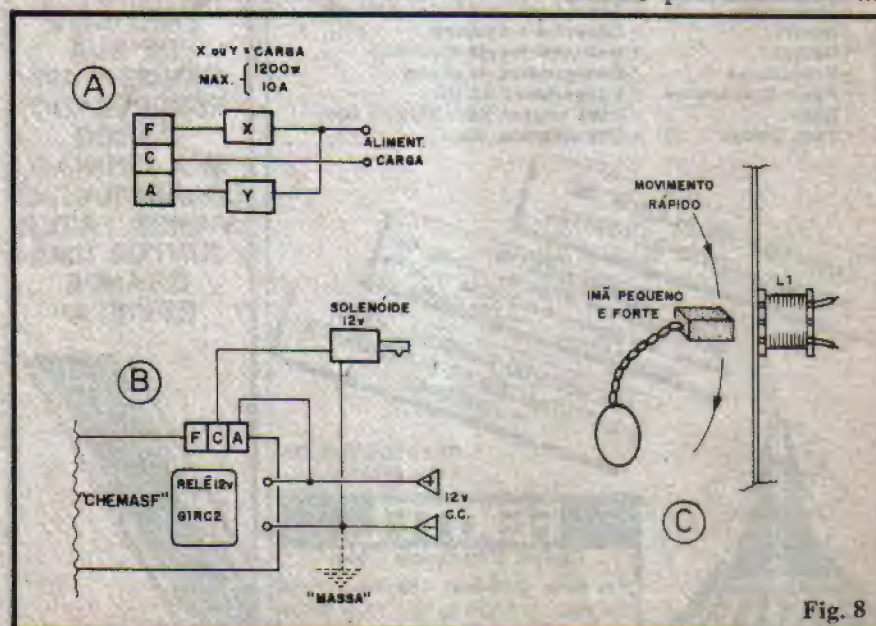 A
X ou Y = CARGA
MAX. { 1200w
10A
F
C
A
X
Y
ALIMENT.
CARGA
B
SOLENÓIDE
12v
F C A
"CHEMASF"
RELÊ 12v
G1RC2
+
12v
C.C.
-
"MASSA"
MOVIMENTO
RÁPIDO
L1
IMÃ PEQUENO
E FORTE
C
Fig. 8